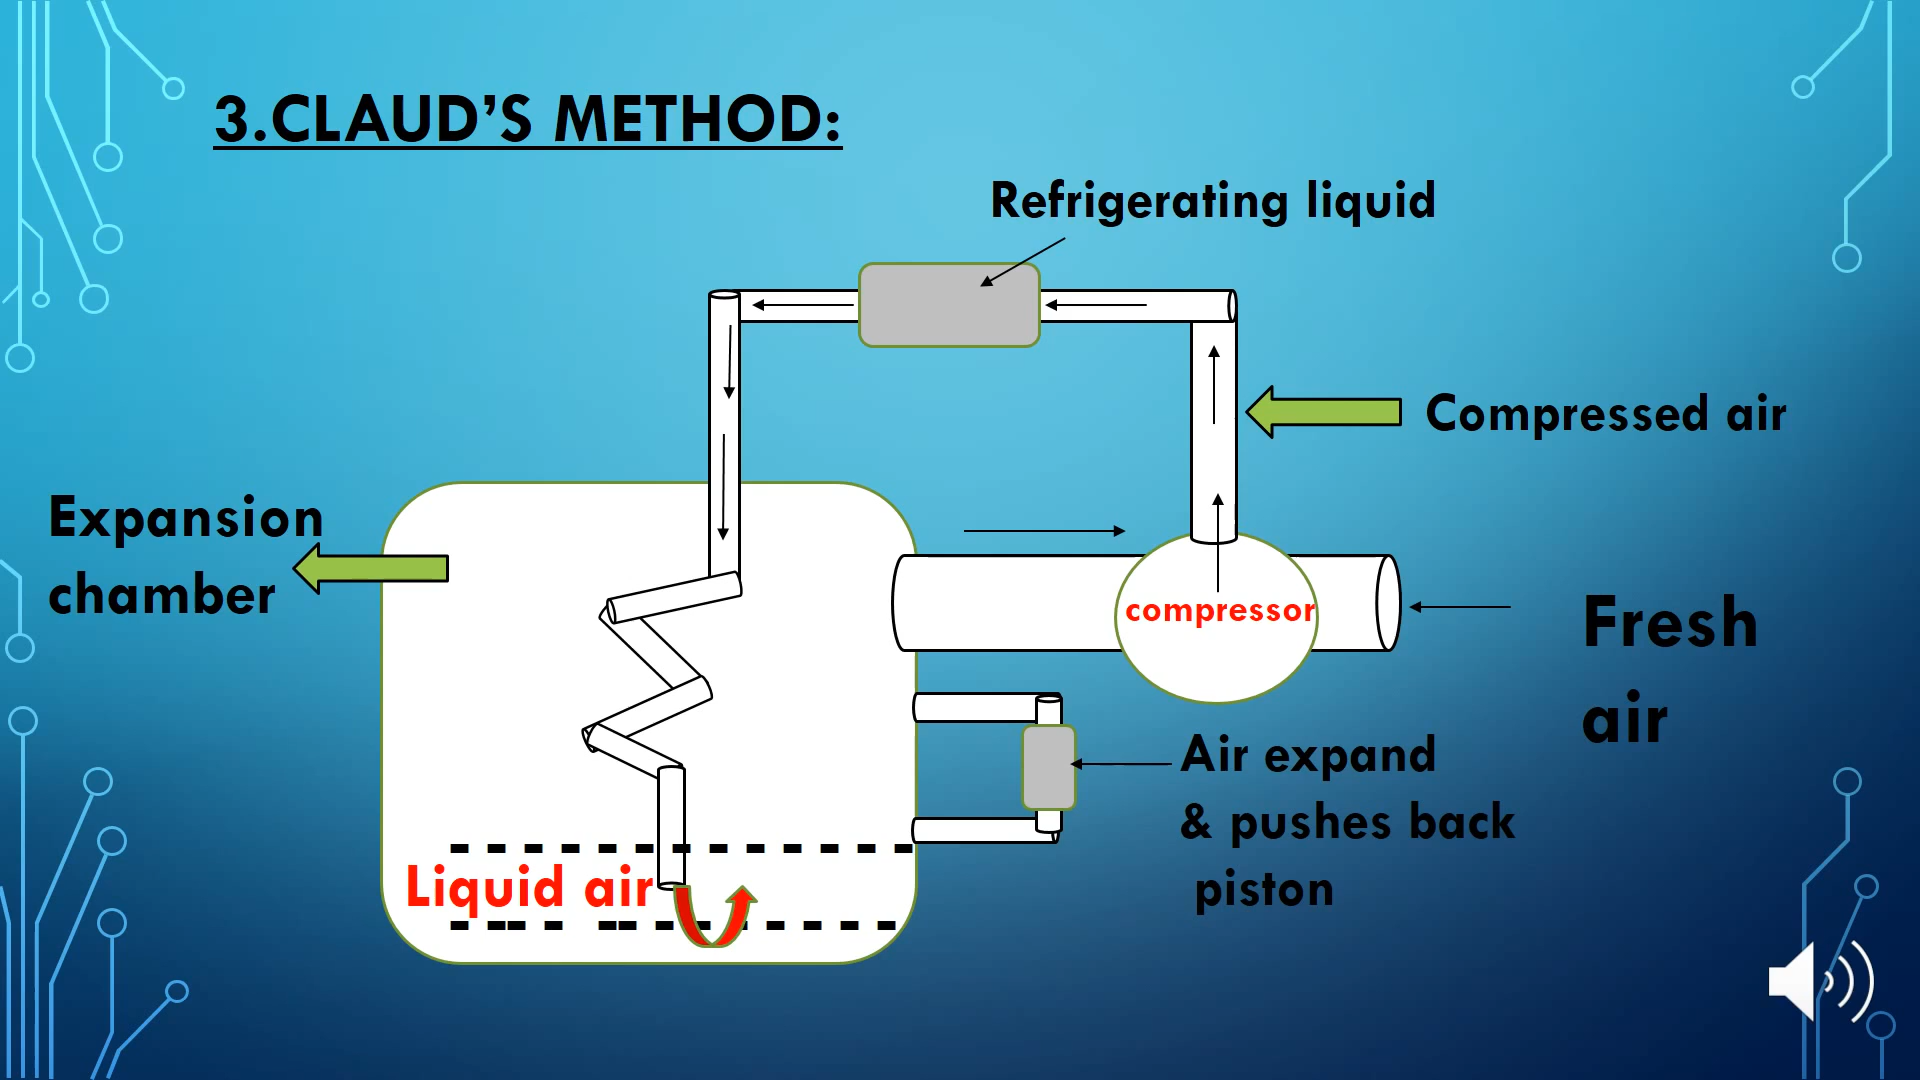 3.CLAUD’S METHOD:
Refrigerating liquid
Compressed air
Expansion
chamber
compressor
Fresh
air
Air expand
& pushes back
piston
Liquid air